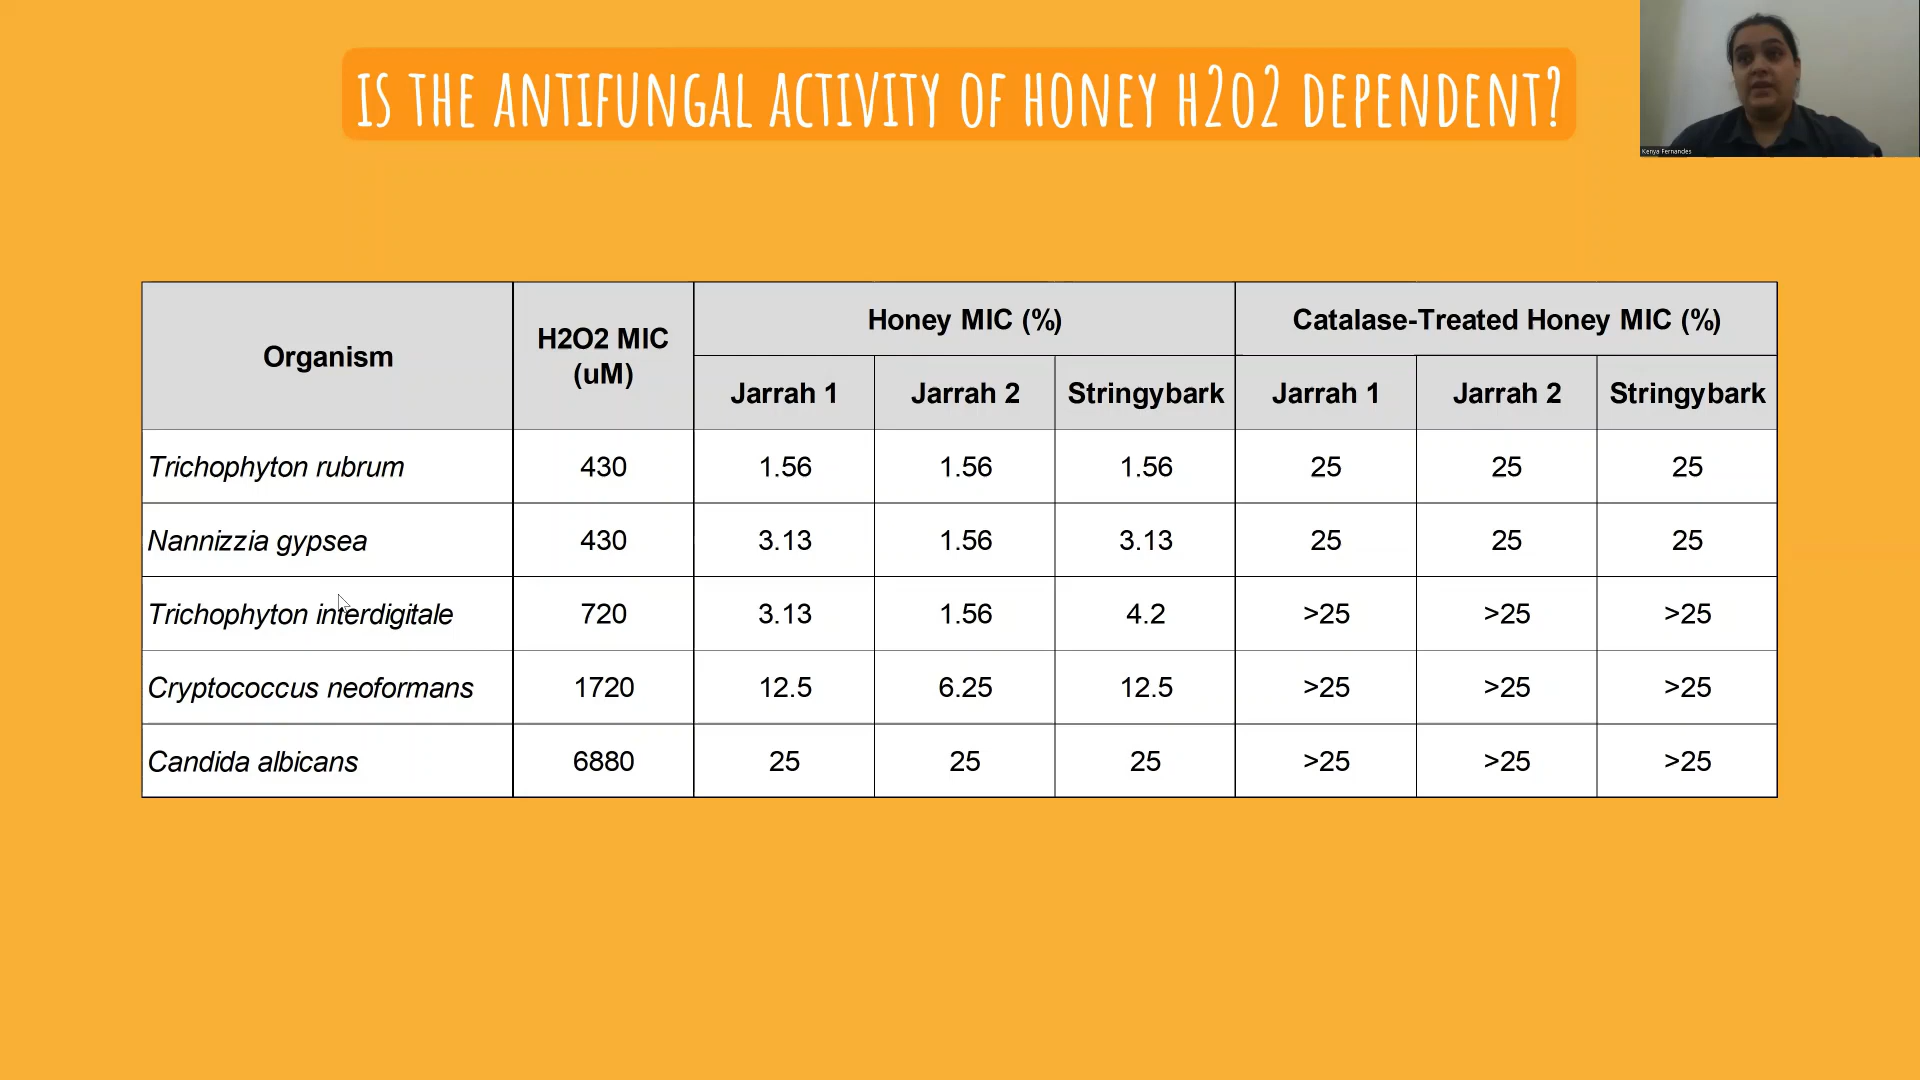 IS THE ANTIFUNGAL ACTIVITY OF HONEY H2O2 DEPENDENT?
Kenya Fernandes
Organism H2O2 MIC (uM) Honey MIC (%) Catalase-Treated Honey MIC (%)
Jarrah 1 Jarrah 2 Stringybark Jarrah 1 Jarrah 2 Stringybark
Trichophyton rubrum 430 1.56 1.56 1.56 25 25 25
Nannizzia gypsea 430 3.13 1.56 3.13 25 25 25
Trichophyton interdigitale 720 3.13 1.56 4.2 >25 >25 >25
Cryptococcus neoformans 1720 12.5 6.25 12.5 >25 >25 >25
Candida albicans 6880 25 25 25 >25 >25 >25